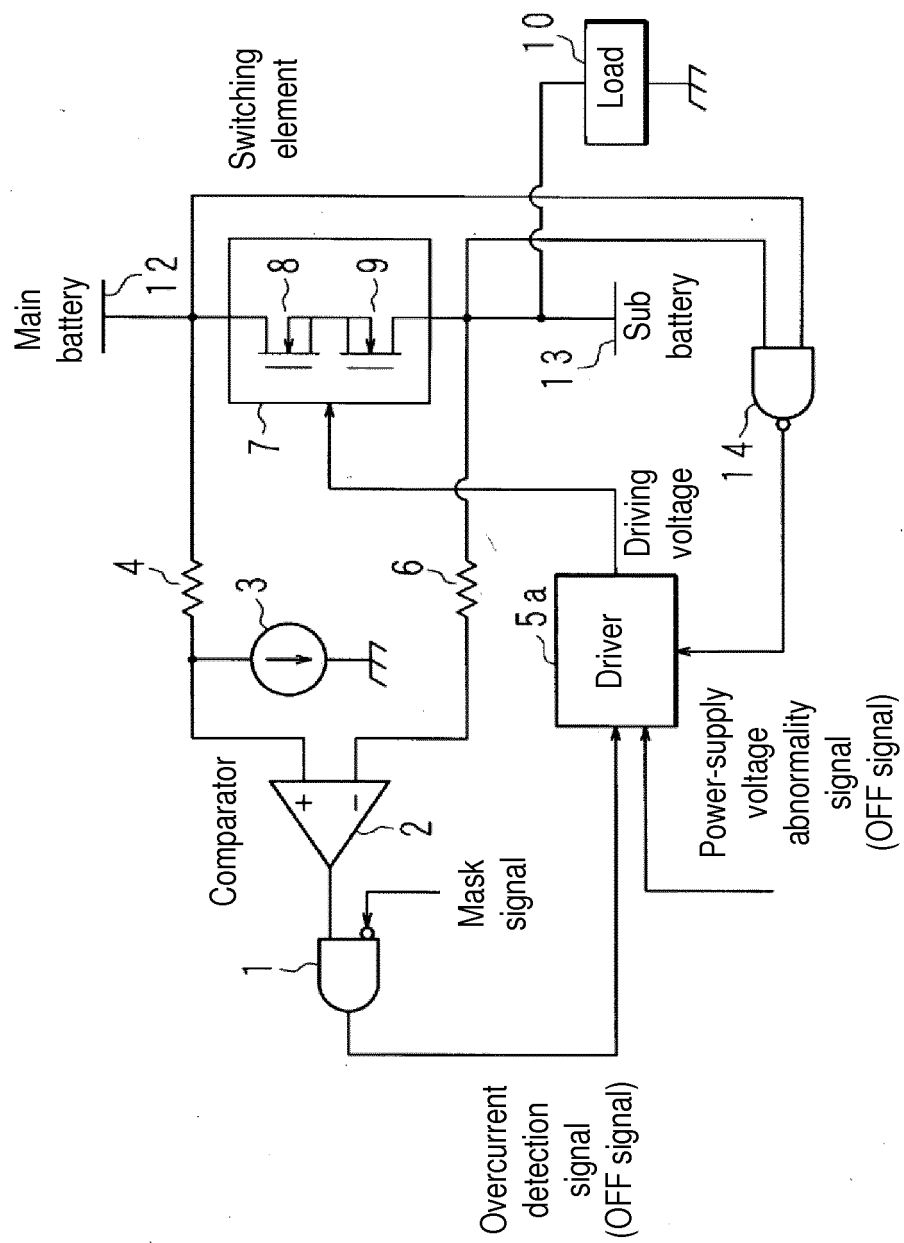 Main
battery
12
Switching
element
10
Load
4
3
7
8
9
6
13
Sub
battery
Comparator
+
−
2
1
Mask
signal
5a
Driver
Driving
voltage
14
Overcurrent
detection
signal
(OFF signal)
Power-supply
voltage
abnormality
signal
(OFF signal)